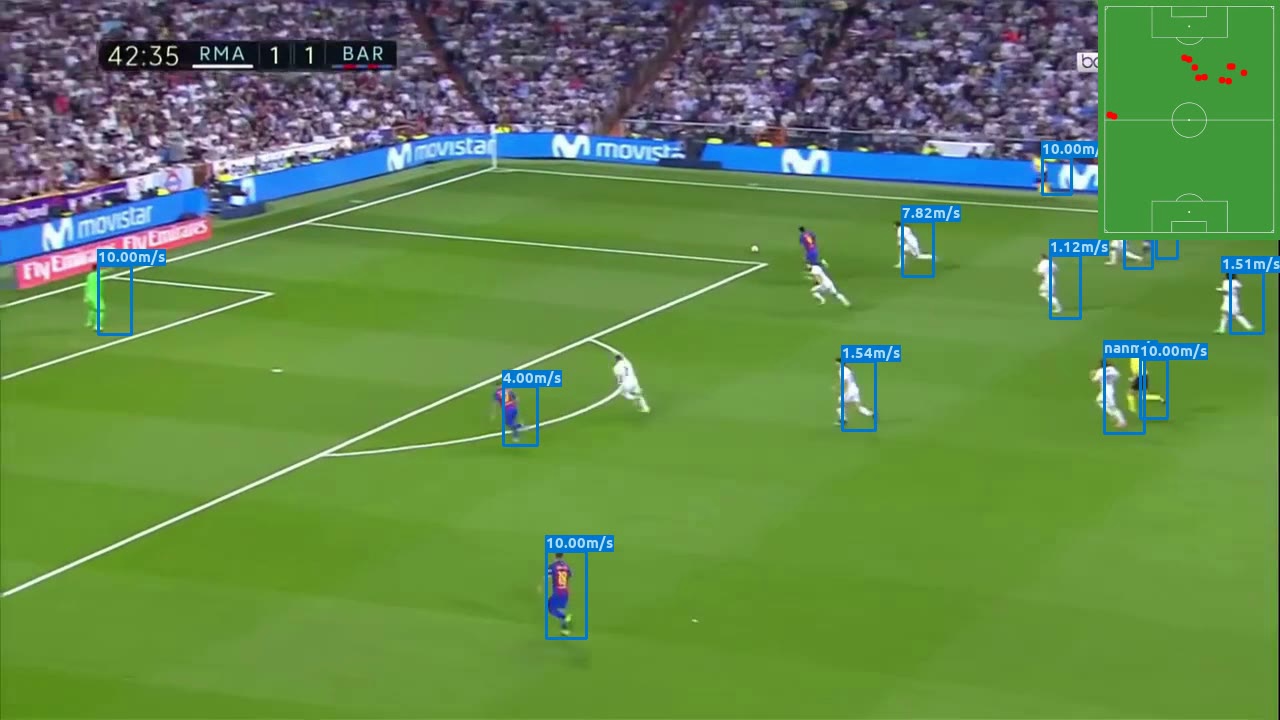 42:35 RMA 1 1 BAR
10.00m/s
movistar
movista
7.82m/s
movistar
Fly Emirates
Fly Emirates
10.00m/s
1.12m/s
1.51m/s
4.00m/s
1.54m/s
10.00m/s
10.00m/s